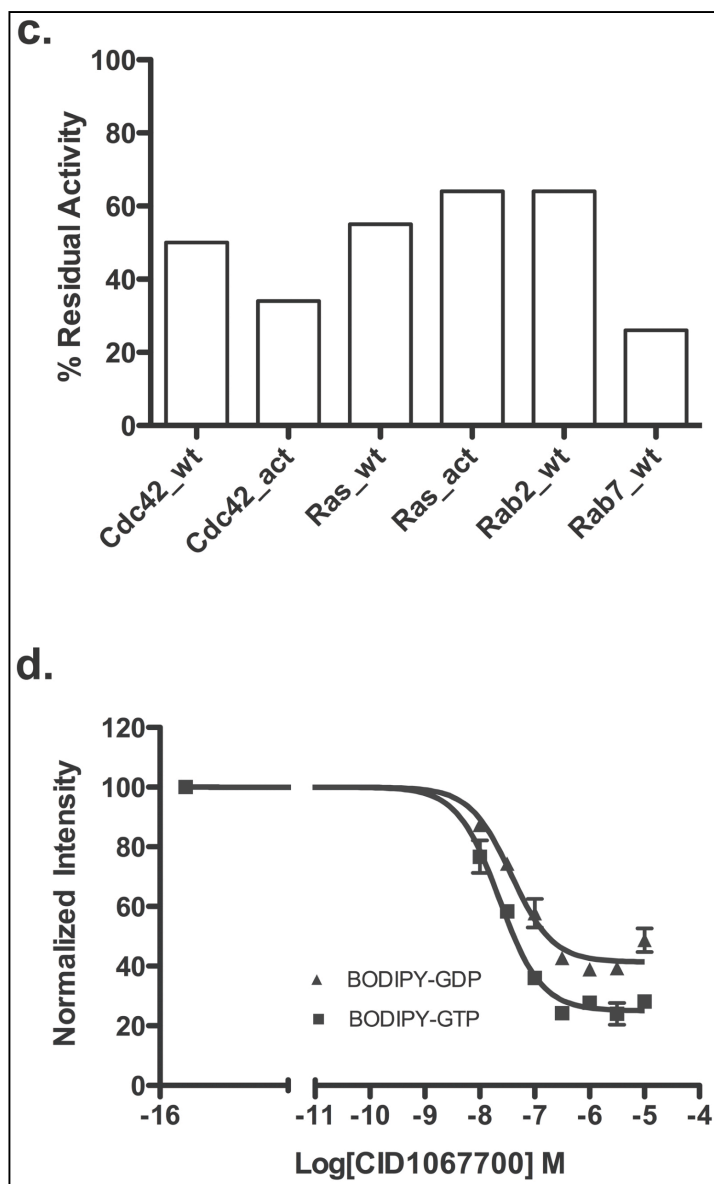 c.
% Residual Activity
100
80
60
40
20
0
Cdc42_wt
Cdc42_act
Ras_wt
Ras_act
Rab2_wt
Rab7_wt
d.
Normalized Intensity
120
100
80
60
40
20
0
BODIPY-GDP
BODIPY-GTP
-16
-11 -10 -9 -8 -7 -6 -5 -4
Log[CID1067700] M